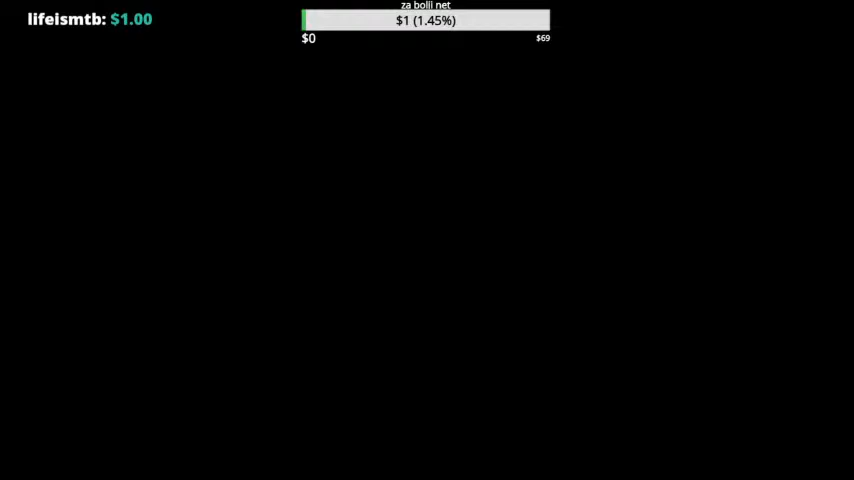 za bolji net
lifeismtb: $1.00
$1 (1.45%)
$0
$69